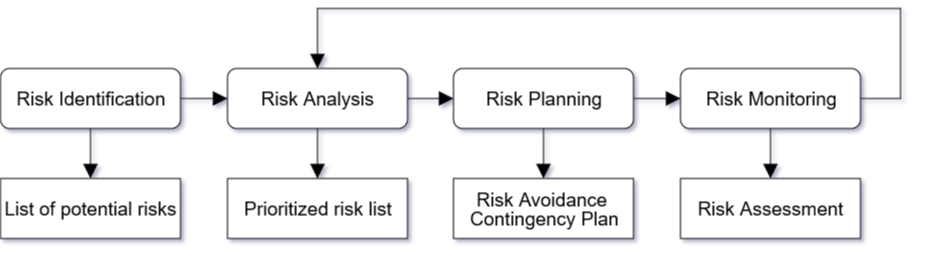 Risk Identification
Risk Analysis
Risk Planning
Risk Monitoring
List of potential risks
Prioritized risk list
Risk Avoidance
Contingency Plan
Risk Assessment